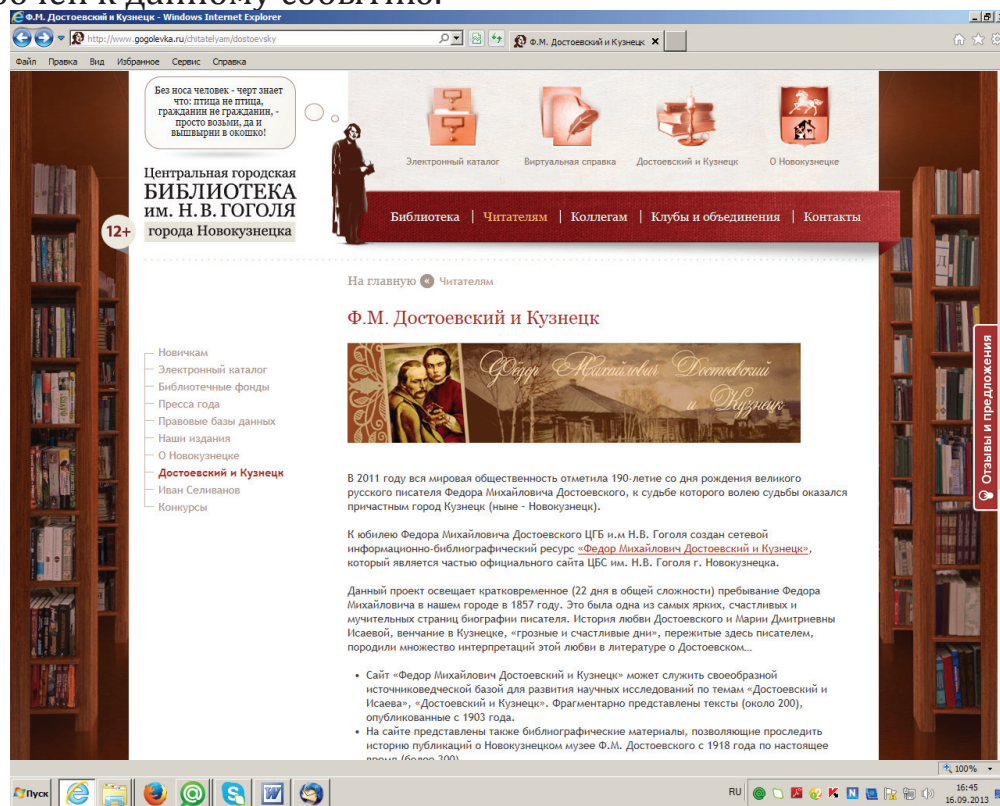 Ф.М. Достоевский и Кузнецк - Windows Internet Explorer
http://www.gogolevka.ru/chitatelyam/dostoevsky
Ф.М. Достоевский и Кузнецк
Файл Правка Вид Избранное Сервис Справка
Без носа человек - черт знает
что: птица не птица,
гражданин не гражданин, -
просто возьми, да и
вышвырни в окошко!
Электронный каталог
Виртуальная справка
Достоевский и Кузнецк
О Новокузнецке
Центральная городская
БИБЛИОТЕКА
им. Н. В. ГОГОЛЯ
города Новокузнецка
12+
Библиотека | Читателям | Коллегам | Клубы и объединения | Контакты
На главную « Читателям
Ф.М. Достоевский и Кузнецк
Фёдор Михайлович Достоевский
и Кузнецк
Новичкам
Электронный каталог
Библиотечные фонды
Пресса года
Правовые базы данных
Наши издания
О Новокузнецке
Достоевский и Кузнецк
Иван Селиванов
Конкурсы
Отзывы и предложения
В 2011 году вся мировая общественность отметила 190-летие со дня рождения великого
русского писателя Федора Михайловича Достоевского, к судьбе которого волею судьбы оказался
причастным город Кузнецк (ныне - Новокузнецк).
К юбилею Федора Михайловича Достоевского ЦГБ и.м Н.В. Гоголя создан сетевой
информационно-библиографический ресурс «Федор Михайлович Достоевский и Кузнецк»,
который является частью официального сайта ЦБС им. Н.В. Гоголя г. Новокузнецка.
Данный проект освещает кратковременное (22 дня в общей сложности) пребывание Федора
Михайловича в нашем городе в 1857 году. Это была одна из самых ярких, счастливых и
мучительных страниц биографии писателя. История любви Достоевского и Марии Дмитриевны
Исаевой, венчание в Кузнецке, «грозные и счастливые дни», пережитые здесь писателем,
породили множество интерпретаций этой любви в литературе о Достоевском...
• Сайт «Федор Михайлович Достоевский и Кузнецк» может служить своеобразной
источниковедческой базой для развития научных исследований по темам «Достоевский и
Исаева», «Достоевский и Кузнецк». Фрагментарно представлены тексты (около 200),
опубликованные с 1903 года.
• На сайте представлены также библиографические материалы, позволяющие проследить
историю публикаций о Новокузнецком музее Ф.М. Достоевского с 1918 года по настоящее
время (более 300)
100%
Пуск
RU
16:45
16.09.2013